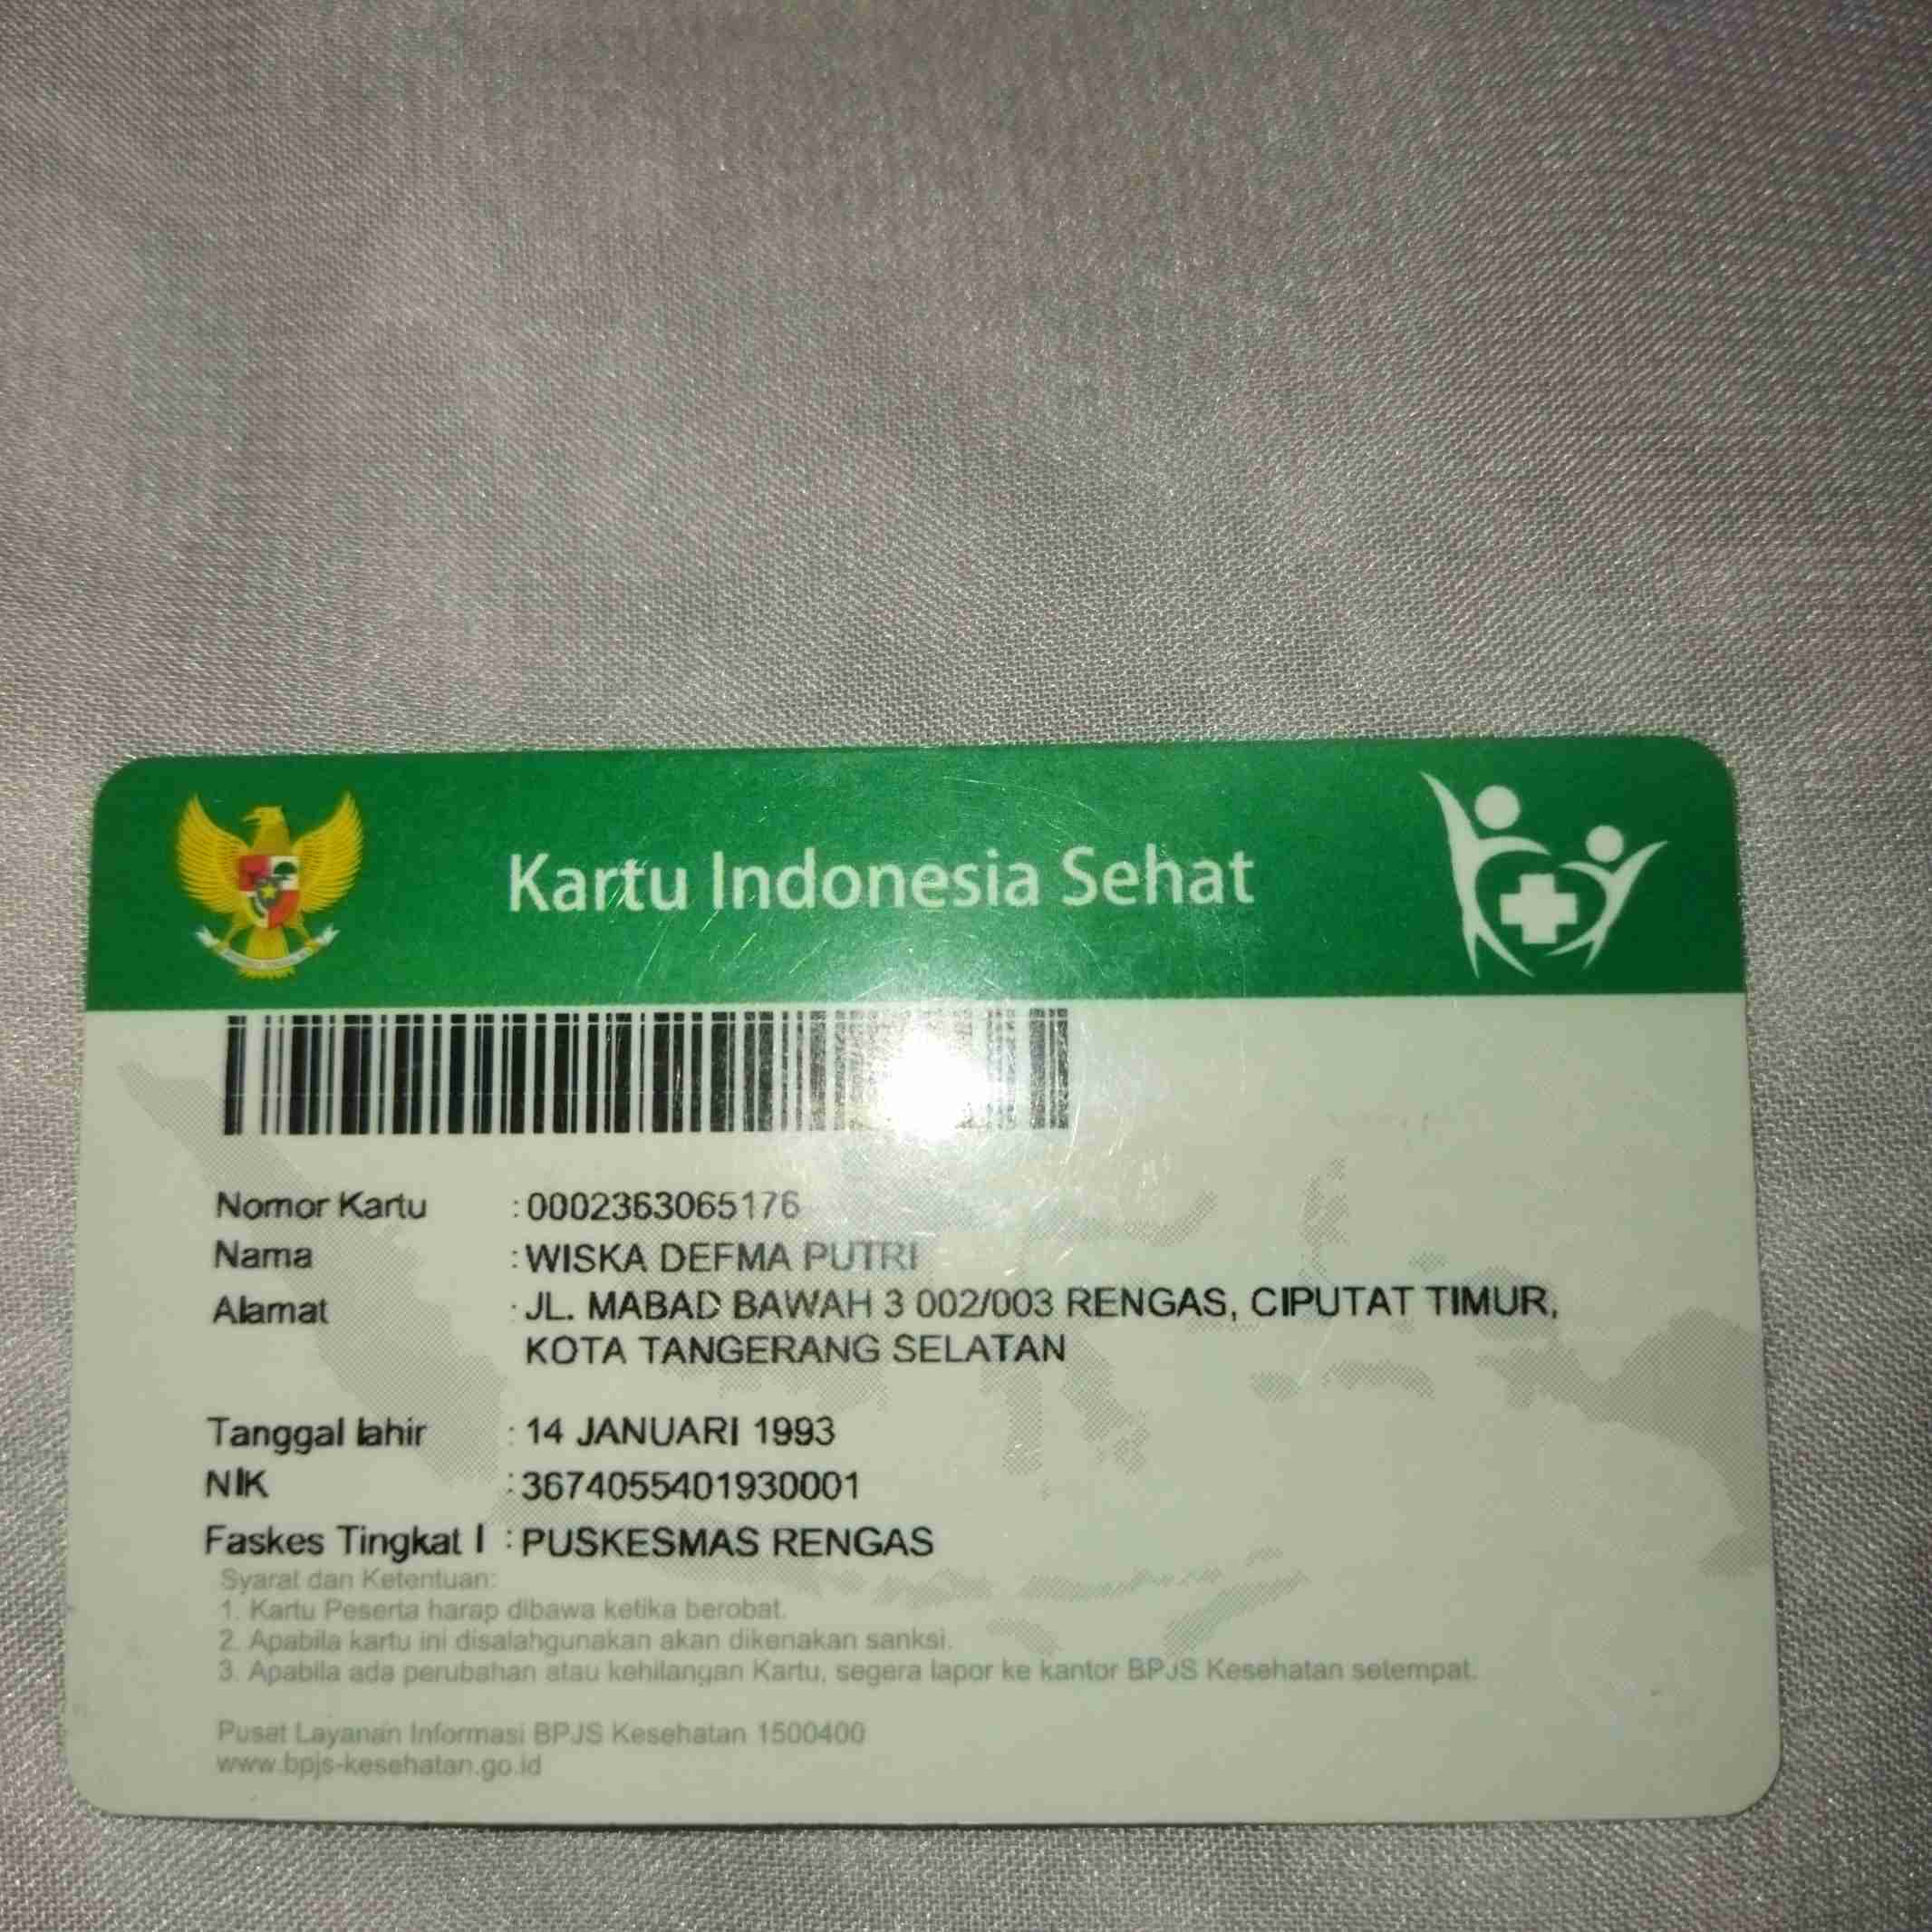 Kartu Indonesia Sehat
Nomor Kartu : 0002363065176
Nama : WISKA DEFMA PUTRI
Alamat : JL. MABAD BAWAH 3 002/003 RENGAS, CIPUTAT TIMUR,
KOTA TANGERANG SELATAN
Tanggal lahir : 14 JANUARI 1993
NIK : 3674055401930001
Faskes Tingkat I : PUSKESMAS RENGAS
Syarat dan Ketentuan:
1. Kartu Peserta harap dibawa ketika berobat.
2. Apabila kartu ini disalahgunakan akan dikenakan sanksi.
3. Apabila ada perubahan atau kehilangan Kartu, segera lapor ke kantor BPJS Kesehatan setempat.
Pusat Layanan Informasi BPJS Kesehatan 1500400
www.bpjs-kesehatan.go.id